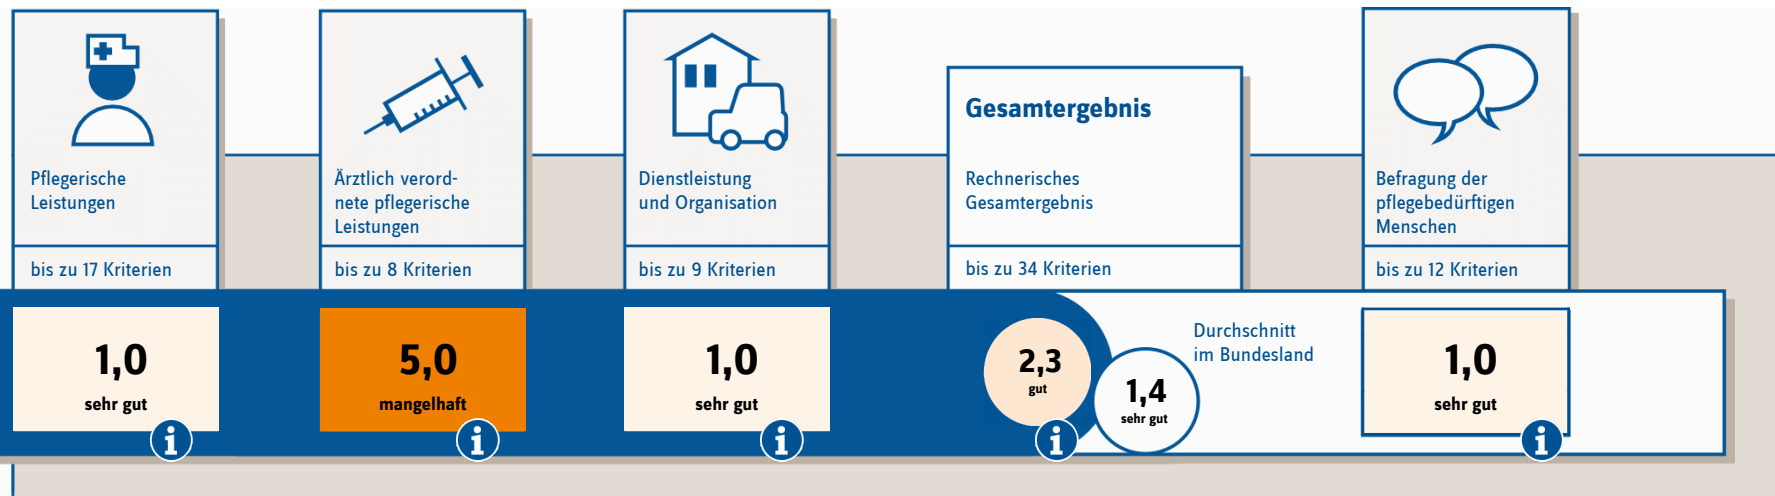 Pflegerische
Leistungen
bis zu 17 Kriterien
1,0
sehr gut
Ärztlich verord-
nete pflegerische
Leistungen
bis zu 8 Kriterien
5,0
mangelhaft
Dienstleistung
und Organisation
bis zu 9 Kriterien
1,0
sehr gut
Gesamtergebnis
Rechnerisches
Gesamtergebnis
bis zu 34 Kriterien
2,3
gut
1,4
sehr gut
Durchschnitt
im Bundesland
Befragung der
pflegebedürftigen
Menschen
bis zu 12 Kriterien
1,0
sehr gut